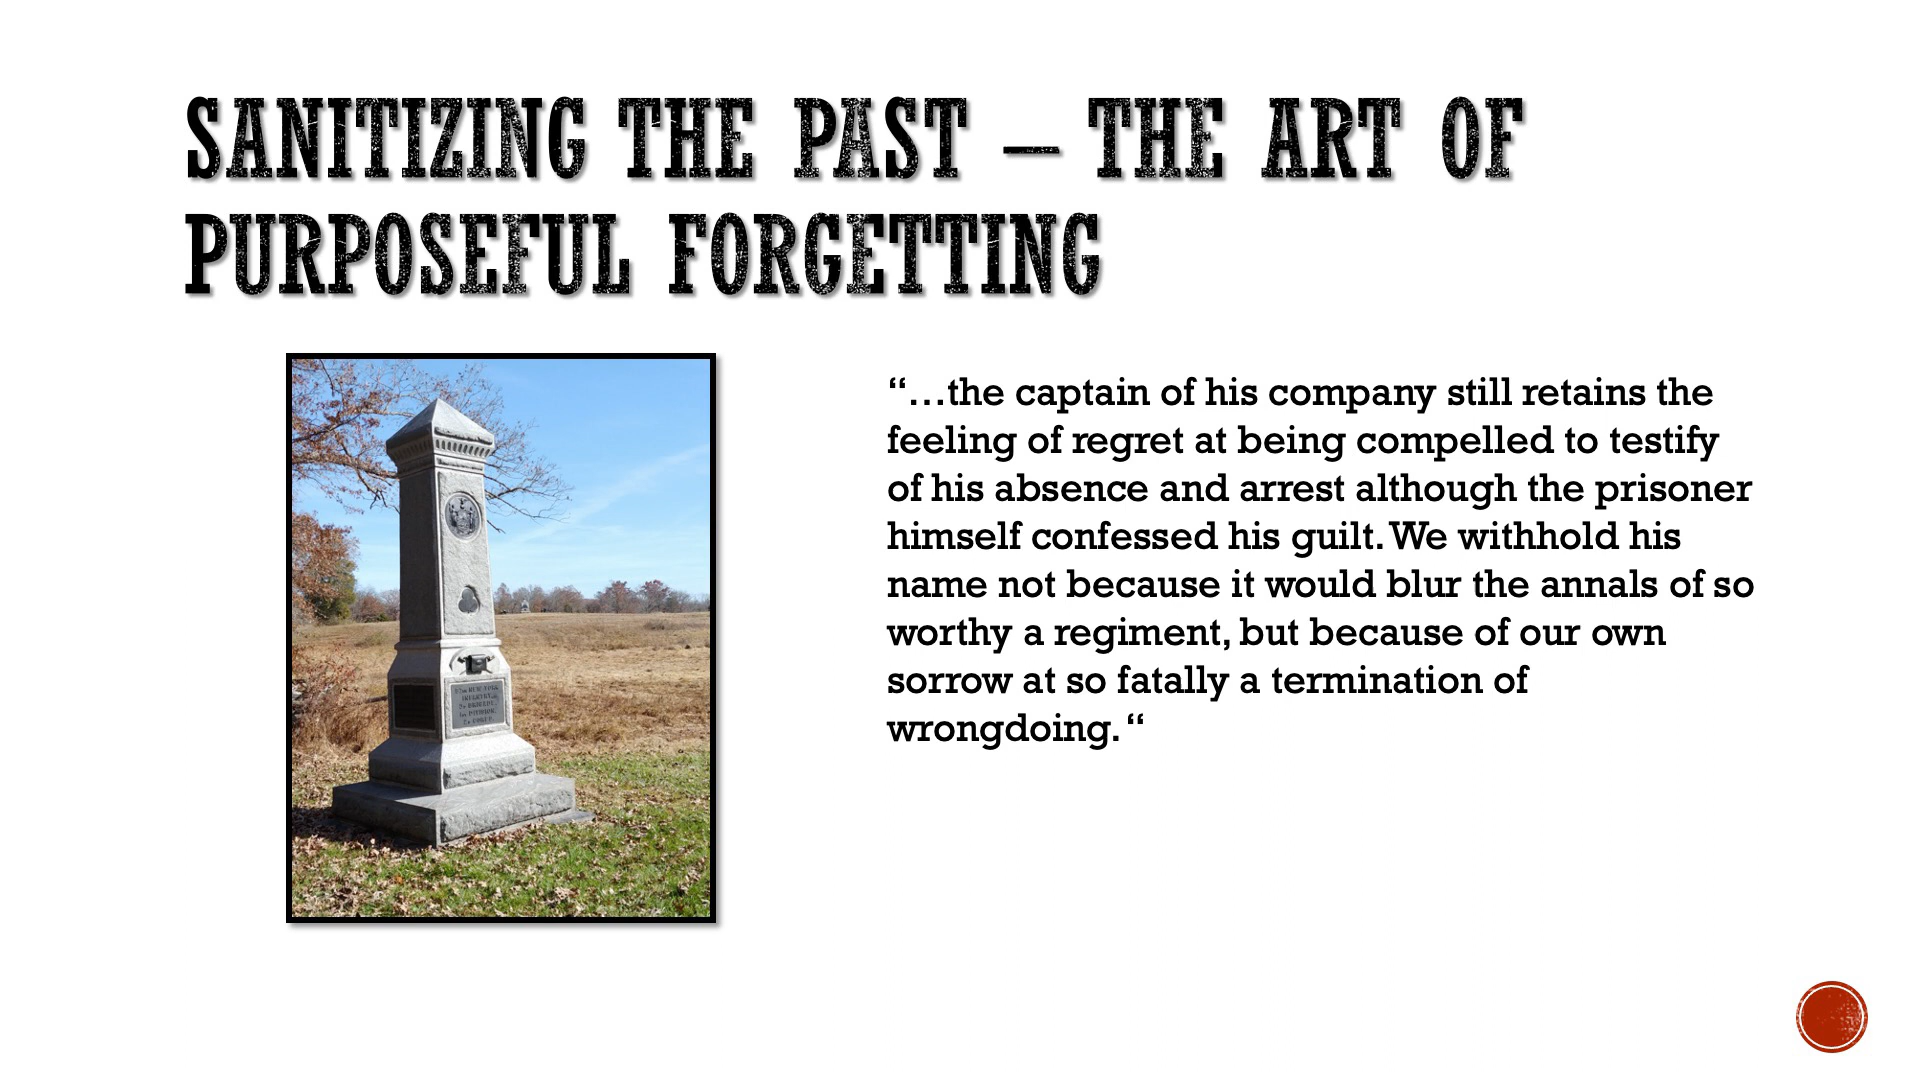 SANITIZING THE PAST – THE ART OF
PURPOSEFUL FORGETTING
“…the captain of his company still retains the
feeling of regret at being compelled to testify
of his absence and arrest although the prisoner
himself confessed his guilt. We withhold his
name not because it would blur the annals of so
worthy a regiment, but because of our own
sorrow at so fatally a termination of
wrongdoing. “
NEW YORK
INFANTRY